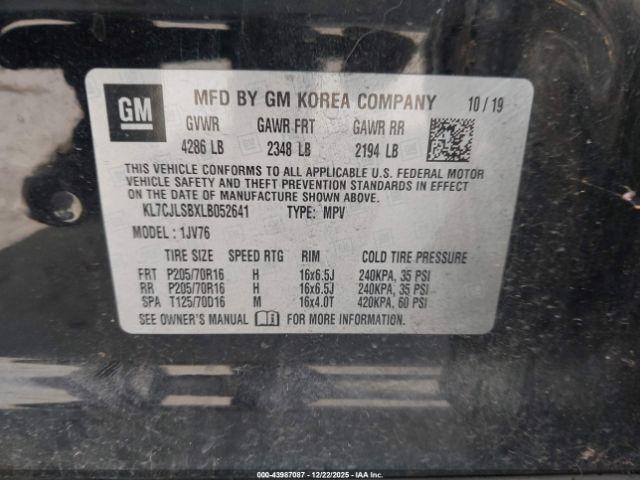 GM
MFD BY GM KOREA COMPANY 10 / 19
GVWR GAWR FRT GAWR RR
4286 LB 2348 LB 2194 LB
THIS VEHICLE CONFORMS TO ALL APPLICABLE U.S. FEDERAL MOTOR
VEHICLE SAFETY AND THEFT PREVENTION STANDARDS IN EFFECT
ON THE DATE OF MANUFACTURE SHOWN ABOVE.
KL7CJLSBXLB052641 TYPE: MPV
MODEL : 1JV76
TIRE SIZE SPEED RTG RIM COLD TIRE PRESSURE
FRT P205/70R16 H 16x6.5J 240KPA, 35 PSI
RR P205/70R16 H 16x6.5J 240KPA, 35 PSI
SPA T125/70D16 M 16x4.0T 420KPA, 60 PSI
SEE OWNER'S MANUAL FOR MORE INFORMATION.
© 2025 - 43987087 - 12/22/2025 - IAA Holdings, LLC